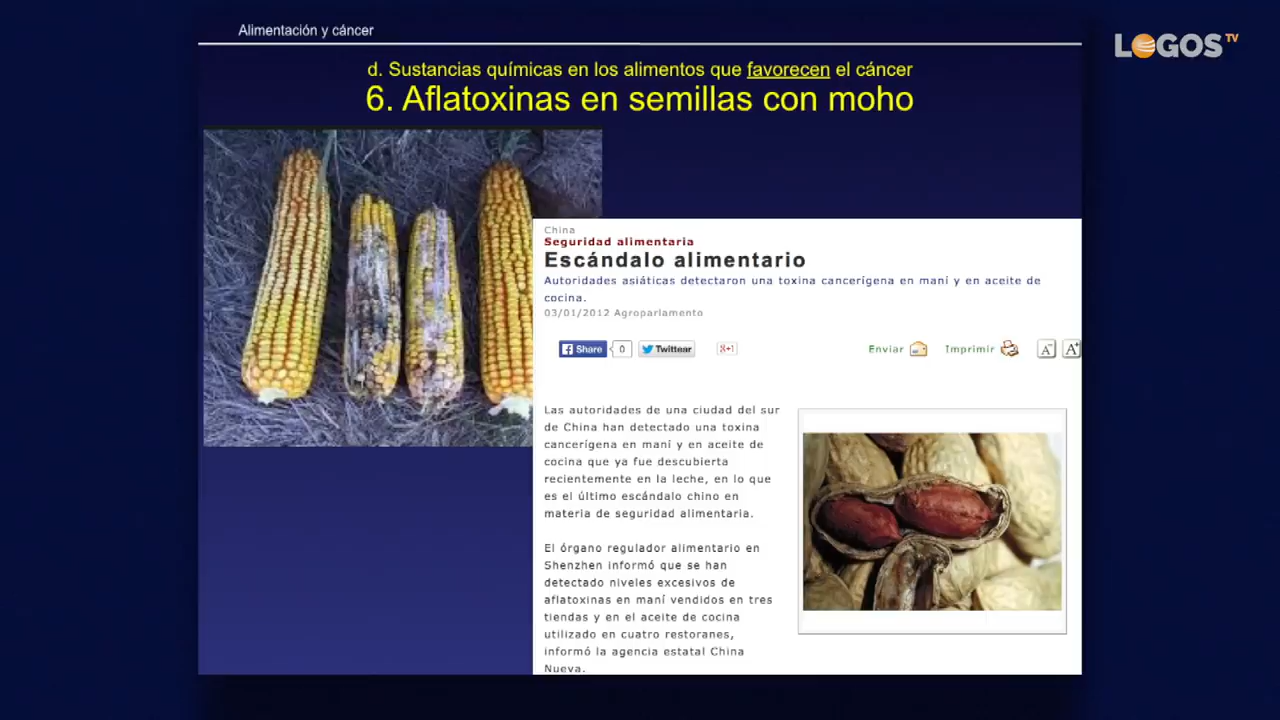 Alimentación y cáncer
LOGOS TV
d. Sustancias químicas en los alimentos que favorecen el cáncer
6. Aflatoxinas en semillas con moho
China
Seguridad alimentaria
Escándalo alimentario
Autoridades asiáticas detectaron una toxina cancerígena en maní y en aceite de
cocina.
03/01/2012 Agroparlamento
Share 0 Twittear g+1 Enviar Imprimir A- A+
Las autoridades de una ciudad del sur
de China han detectado una toxina
cancerígena en maní y en aceite de
cocina que ya fue descubierta
recientemente en la leche, en lo que
es el último escándalo chino en
materia de seguridad alimentaria.
El órgano regulador alimentario en
Shenzhen informó que se han
detectado niveles excesivos de
aflatoxinas en maní vendidos en tres
tiendas y en el aceite de cocina
utilizado en cuatro restoranes,
informó la agencia estatal China
Nueva.